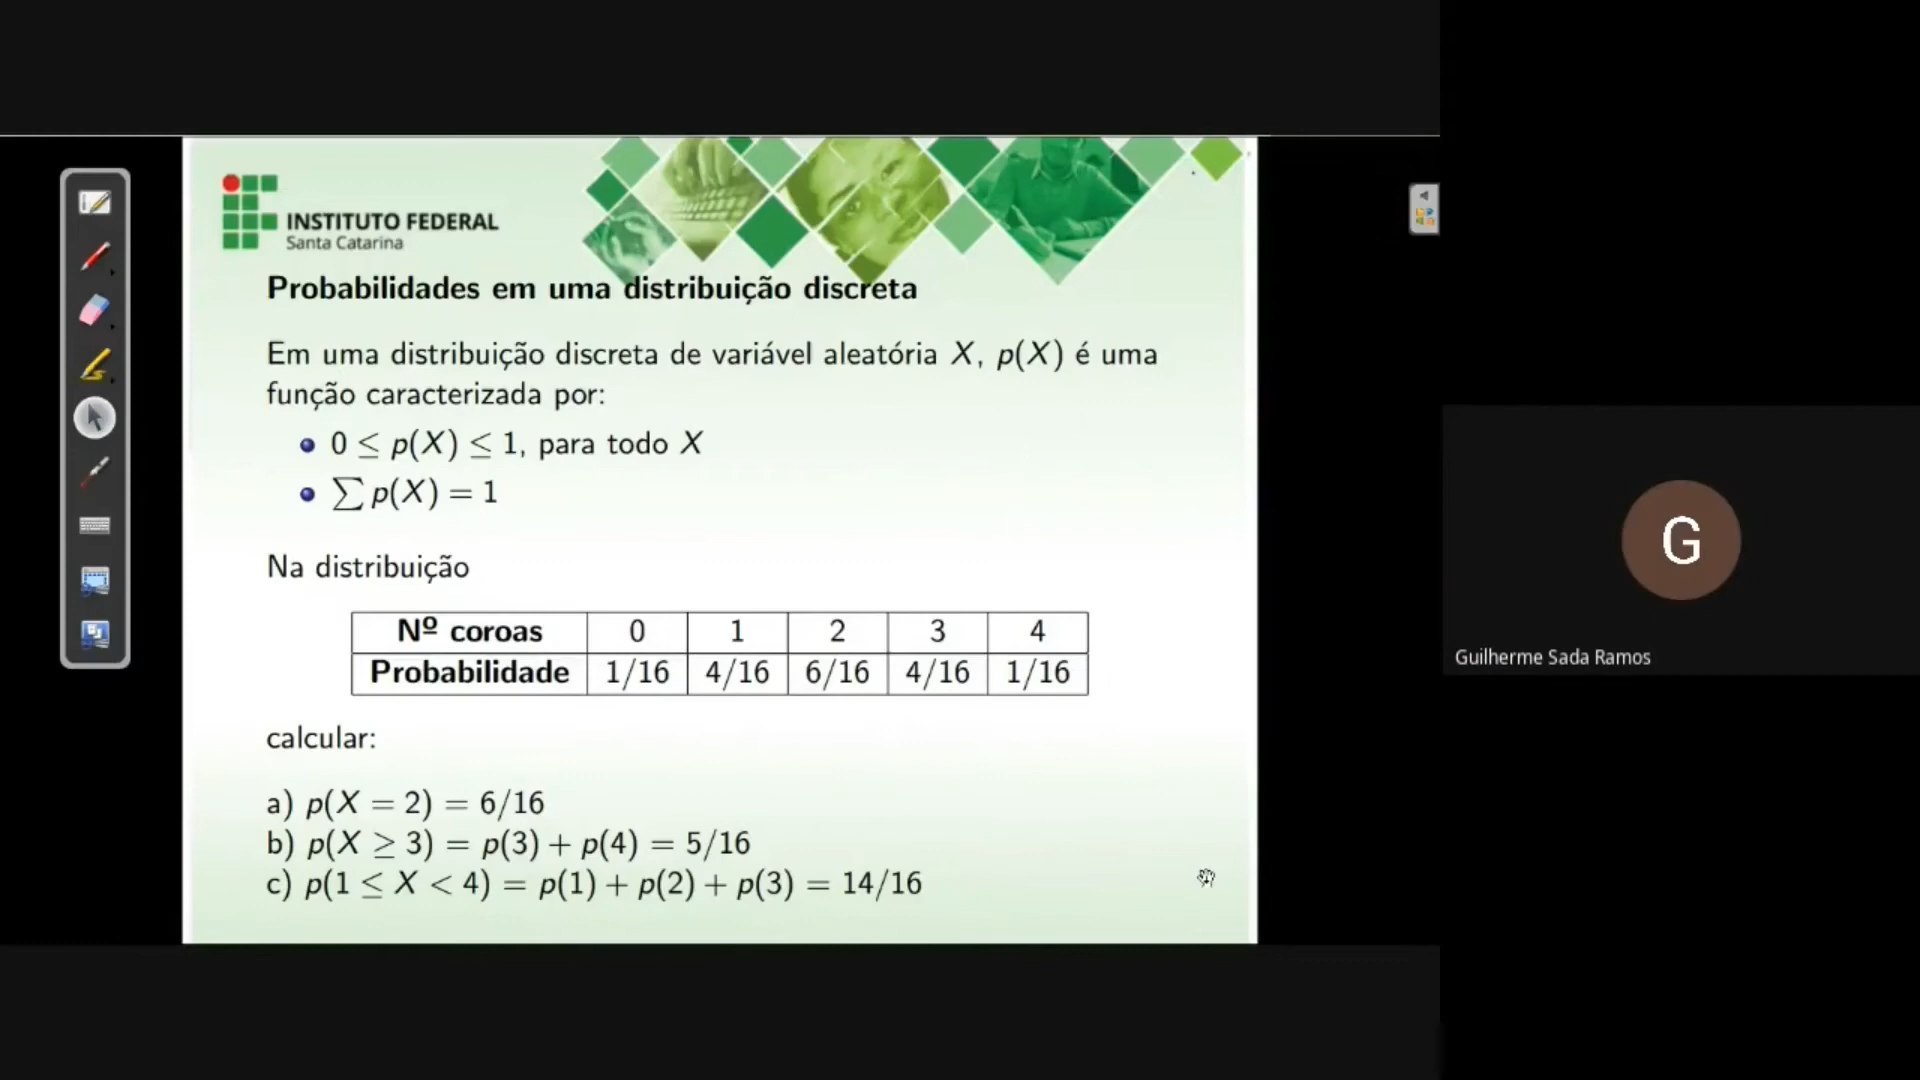 INSTITUTO FEDERAL
Santa Catarina
Probabilidades em uma distribuição discreta
Em uma distribuição discreta de variável aleatória X, p(X) é uma
função caracterizada por:
0 ≤ p(X) ≤ 1, para todo X
∑ p(X) = 1
Na distribuição
Nº coroas 0 1 2 3 4
Probabilidade 1/16 4/16 6/16 4/16 1/16
calcular:
a) p(X = 2) = 6/16
b) p(X ≥ 3) = p(3) + p(4) = 5/16
c) p(1 ≤ X < 4) = p(1) + p(2) + p(3) = 14/16
G
Guilherme Sada Ramos